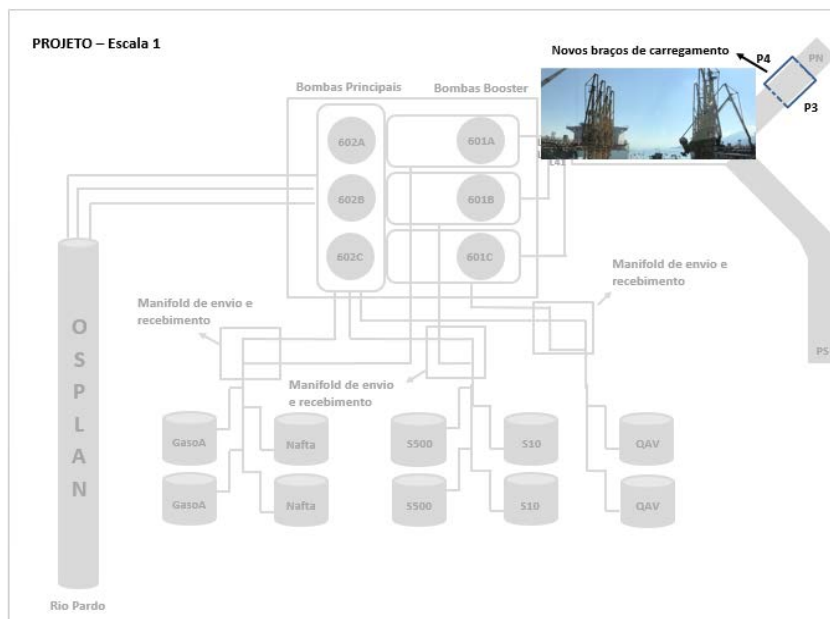 PROJETO – Escala 1
Novos braços de carregamento
P4
PN
P3
Bombas Principais
Bombas Booster
602A
601A
602B
601B
602C
601C
Manifold de envio e
recebimento
Manifold de envio e
recebimento
Manifold de envio
e recebimento
O
S
P
L
A
N
PS
GasoA
Nafta
S500
S10
QAV
GasoA
Nafta
S500
S10
QAV
Rio Pardo